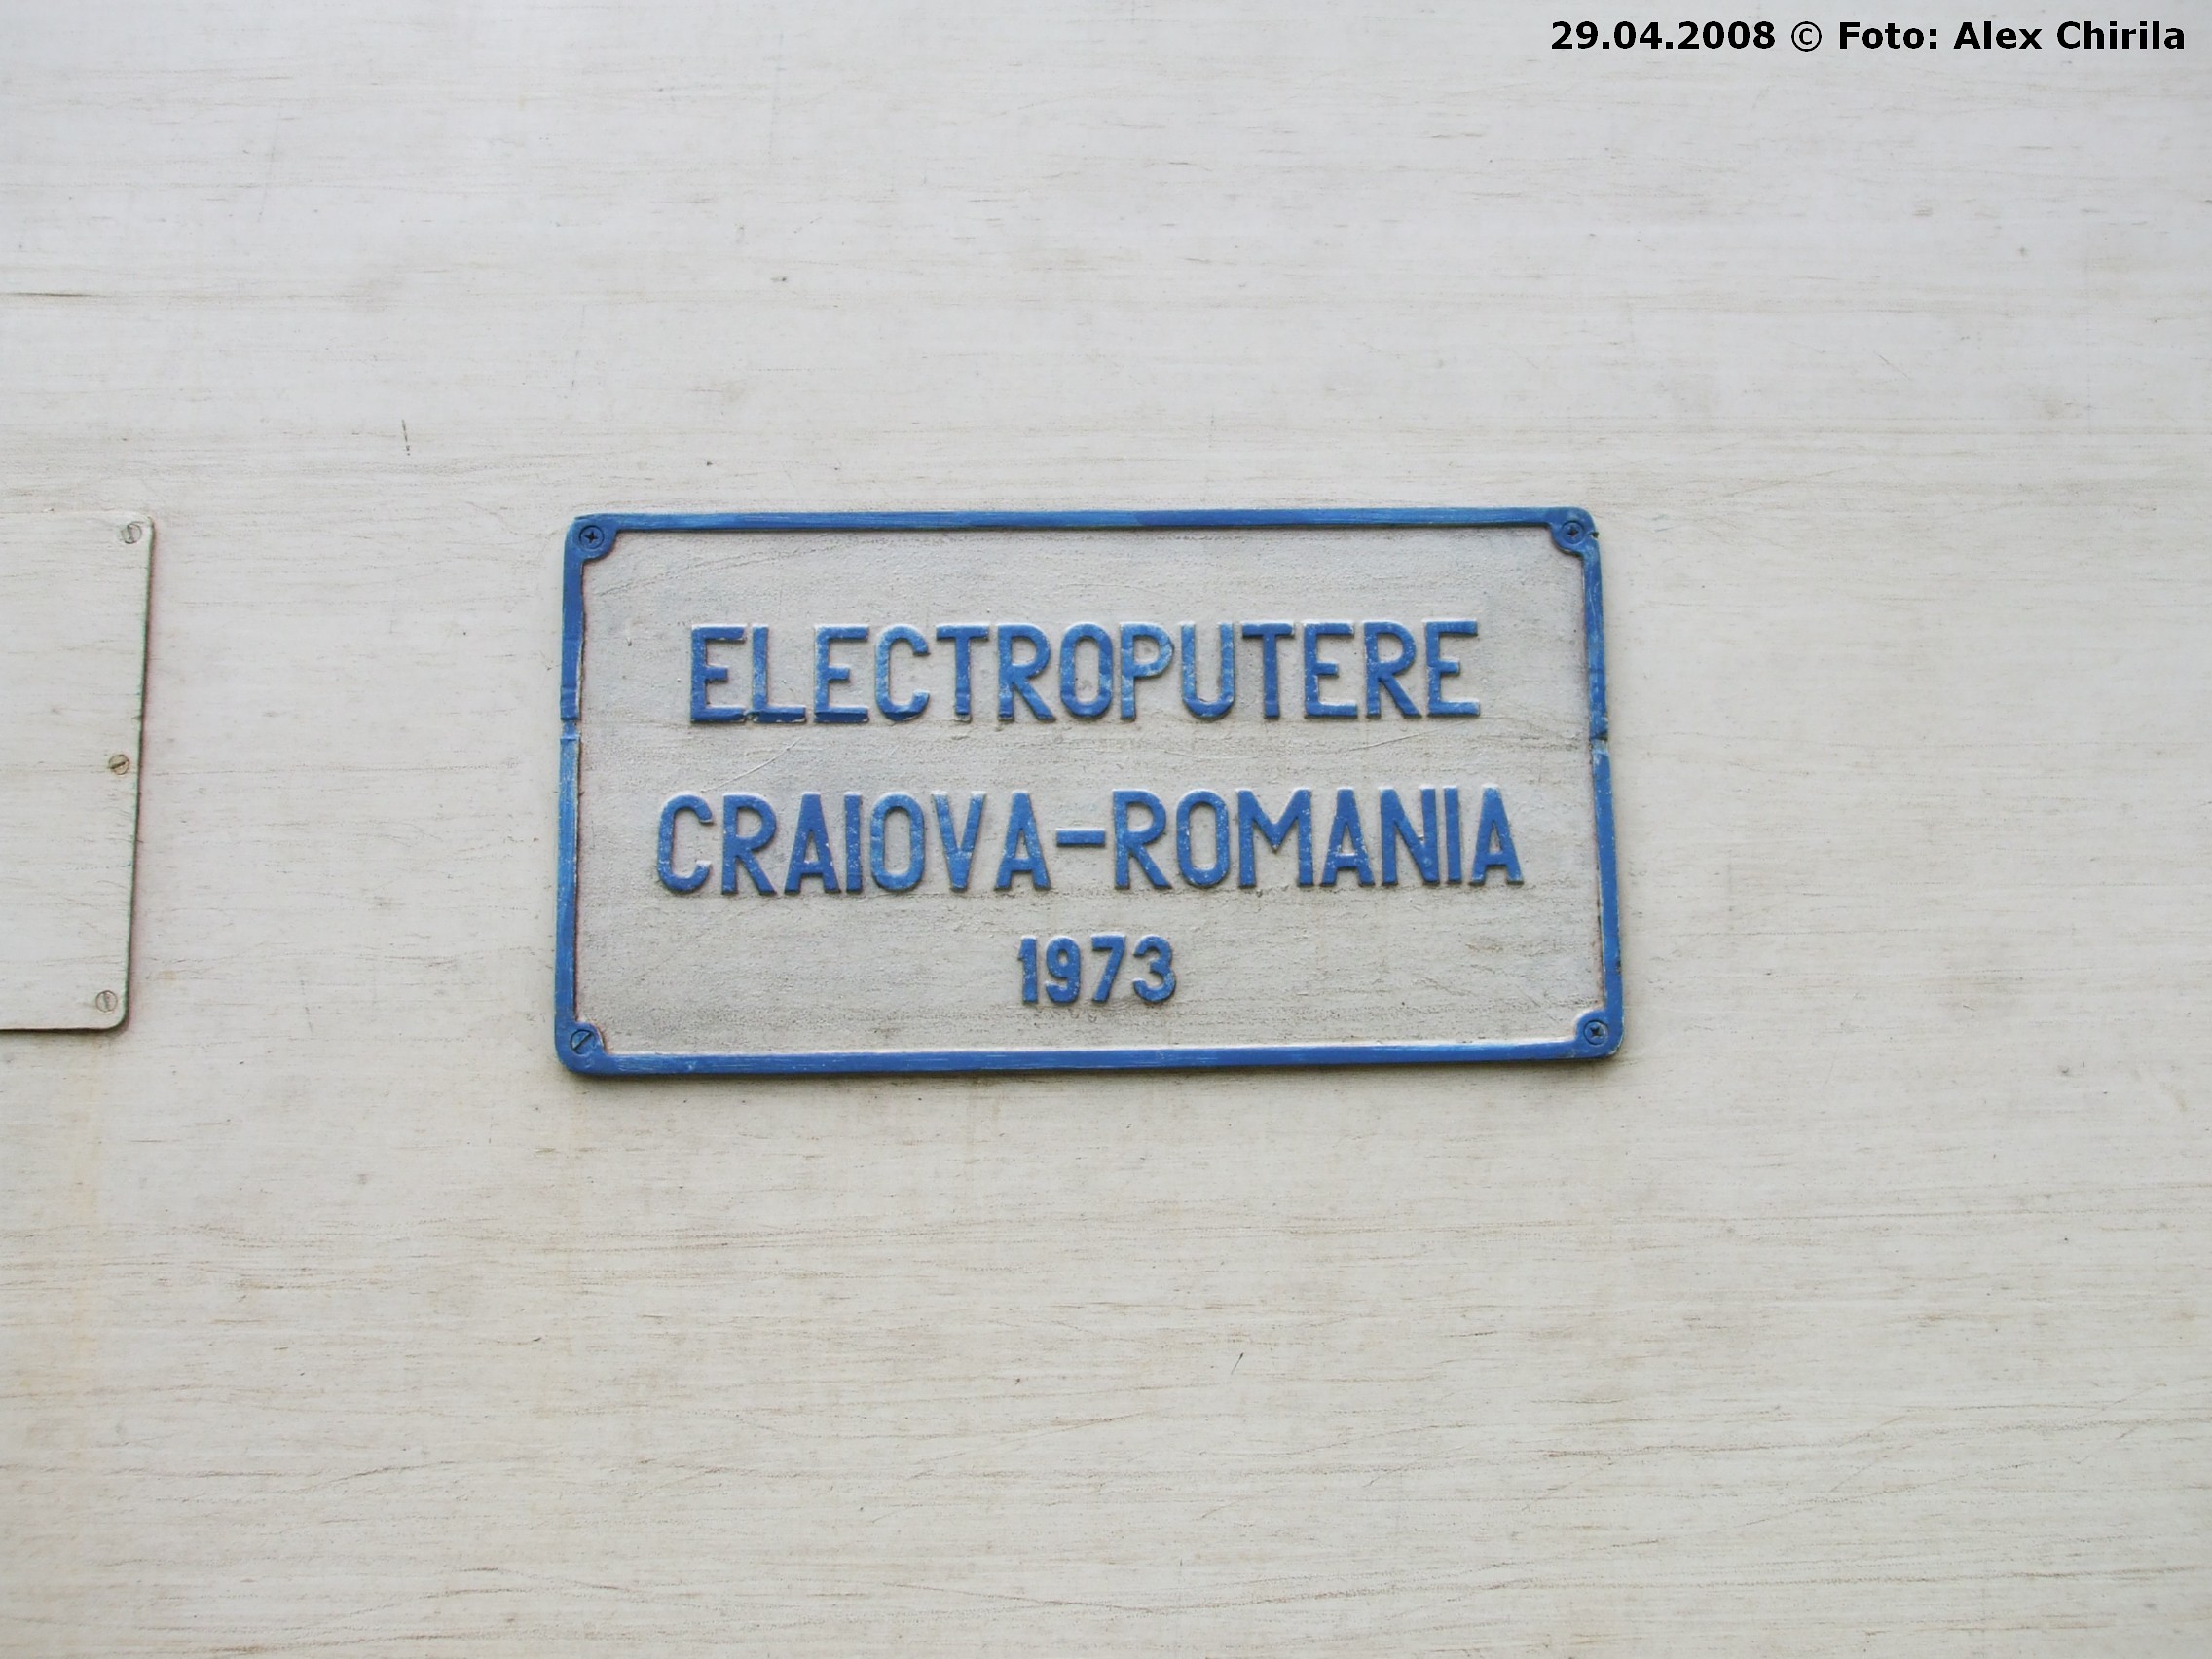 29.04.2008 © Foto: Alex Chirila
ELECTROPUTERE
CRAIOVA-ROMANIA
1973